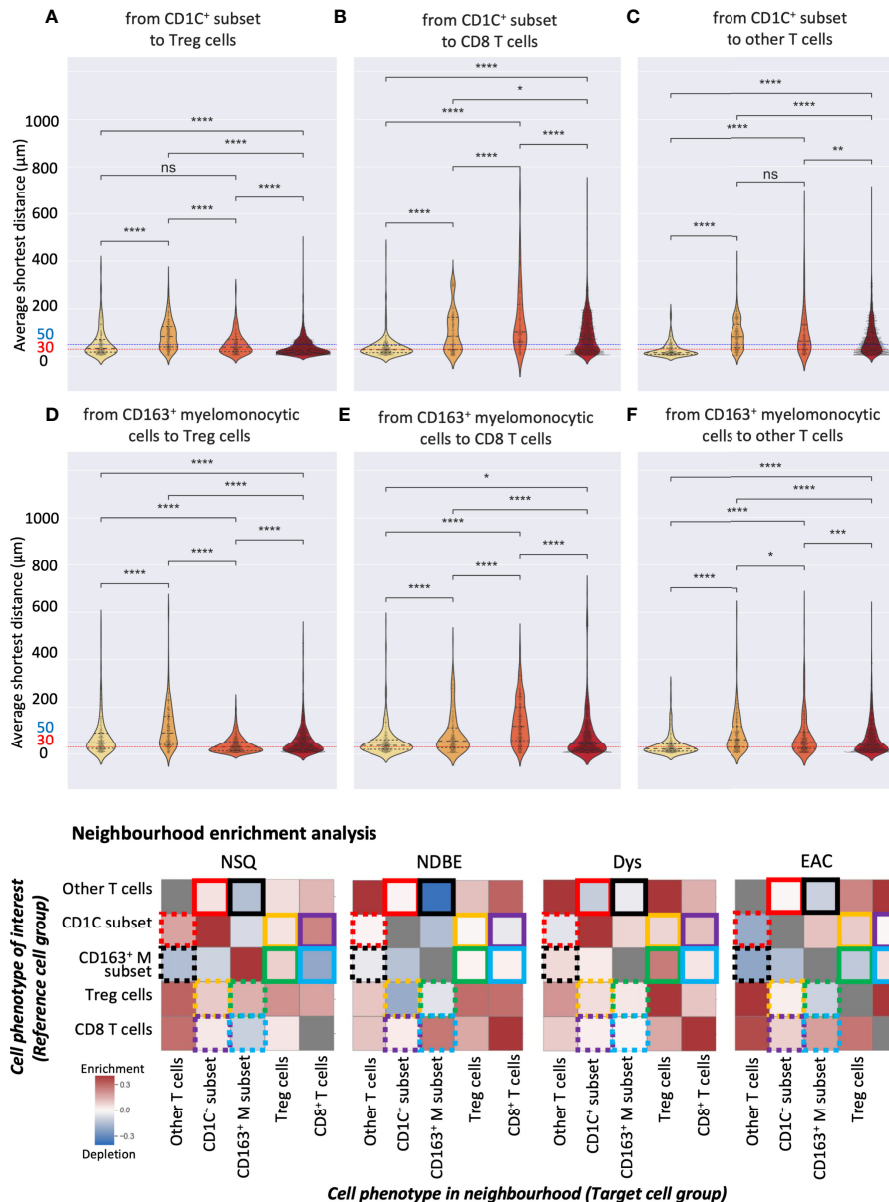 A
from CD1C⁺ subset
to Treg cells
B
from CD1C⁺ subset
to CD8 T cells
C
from CD1C⁺ subset
to other T cells
Average shortest distance (µm)
1000
800
600
400
200
50
30
0
****
****
ns
****
****
****
****
*
****
****
****
****
****
****
****
**
ns
****
D
from CD163⁺ myelomonocytic
cells to Treg cells
E
from CD163⁺ myelomonocytic
cells to CD8 T cells
F
from CD163⁺ myelomonocytic
cells to other T cells
Average shortest distance (µm)
1000
800
600
400
200
50
30
0
****
****
****
****
****
****
*
****
****
****
****
****
****
****
****
***
*
****
Neighbourhood enrichment analysis
NSQ
NDBE
Dys
EAC
Cell phenotype of interest
(Reference cell group)
Other T cells
CD1C subset
CD163⁺ M
subset
Treg cells
CD8 T cells
Enrichment
0.3
0.0
-0.3
Depletion
Other T cells
CD1C⁻ subset
CD163⁺ M subset
Treg cells
CD8⁺ T cells
Other T cells
CD1C⁻ subset
CD163⁺ M subset
Treg cells
CD8⁺ T cells
Other T cells
CD1C⁺ subset
CD163⁺ M subset
Treg cells
CD8⁺ T cells
Other T cells
CD1C⁻ subset
CD163⁺ M subset
Treg cells
Cell phenotype in neighbourhood (Target cell group)